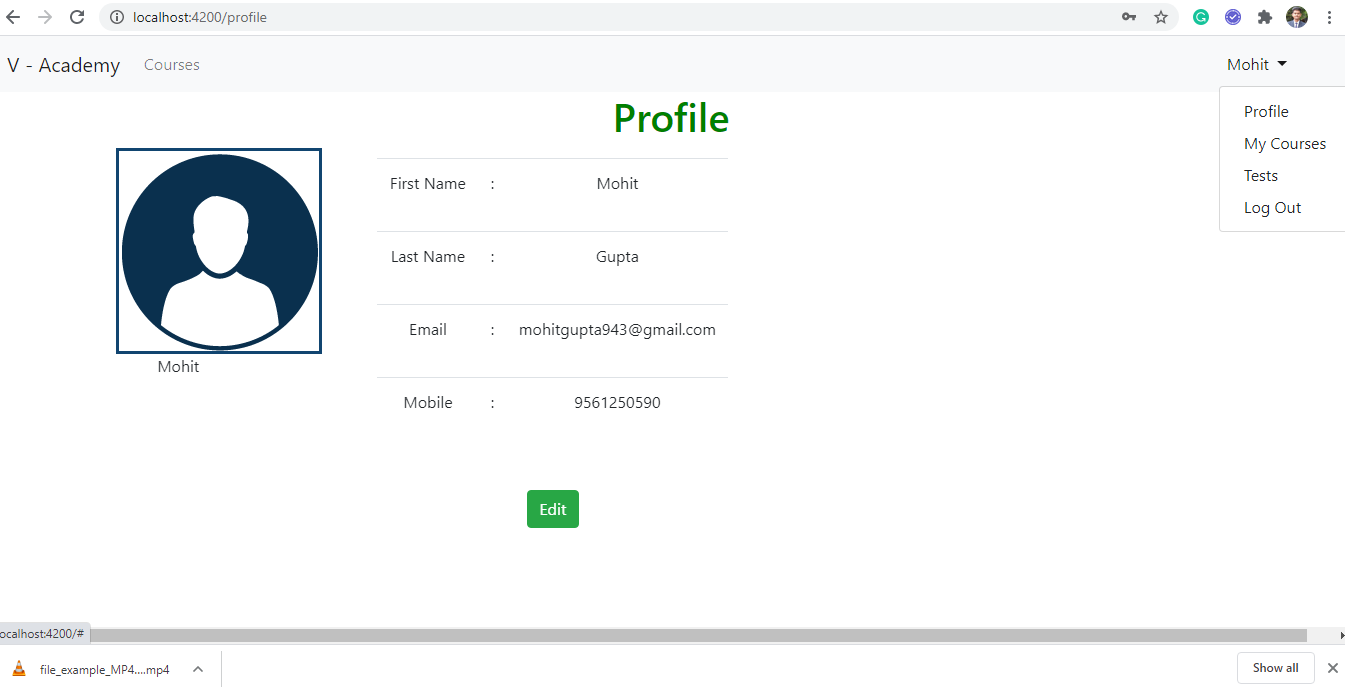 localhost:4200/profile
V - Academy Courses Mohit
Profile
Profile
My Courses
Tests
Log Out
First Name : Mohit
Last Name : Gupta
Email : mohitgupta943@gmail.com
Mobile : 9561250590
Mohit
Edit
ocalhost:4200/#
file_example_MP4....mp4
Show all